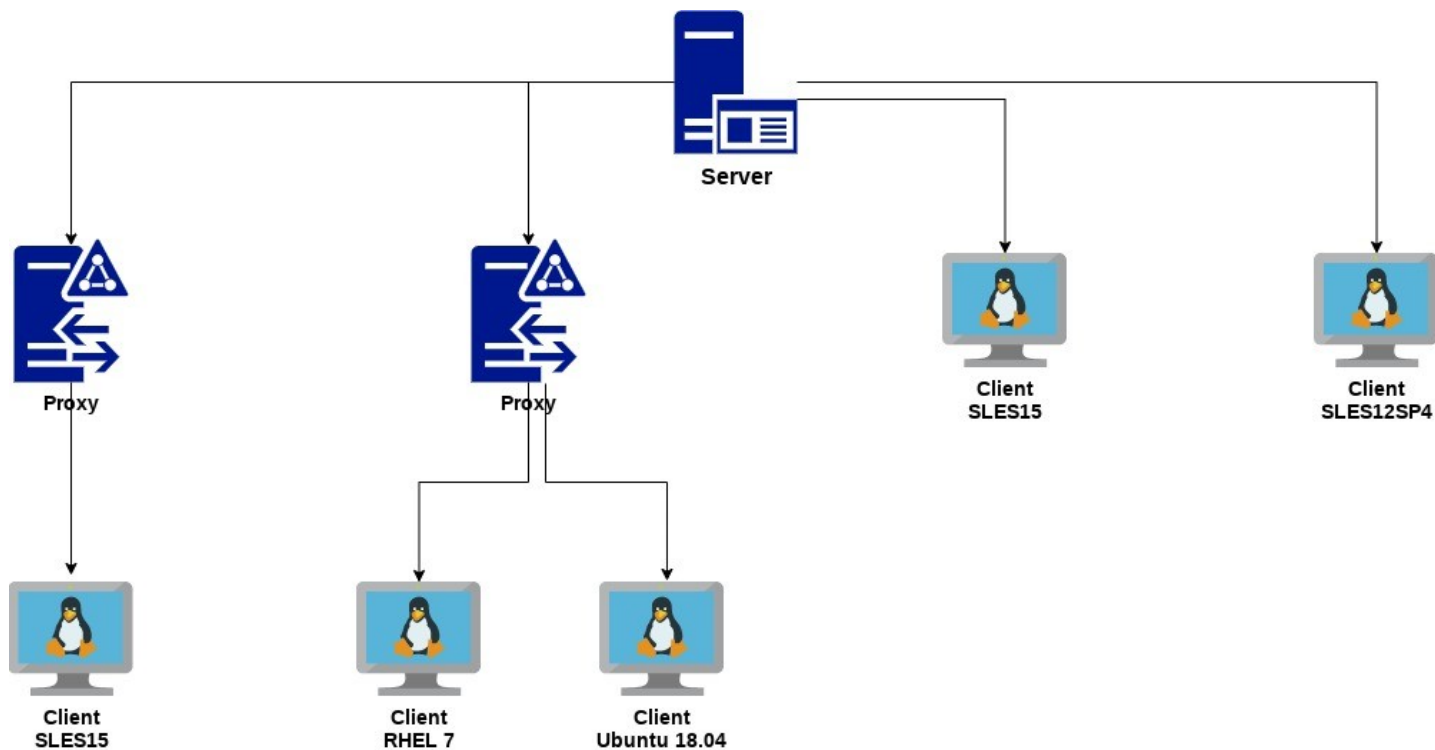 Server
Proxy
Proxy
Client
SLES15
Client
SLES12SP4
Client
SLES15
Client
RHEL 7
Client
Ubuntu 18.04